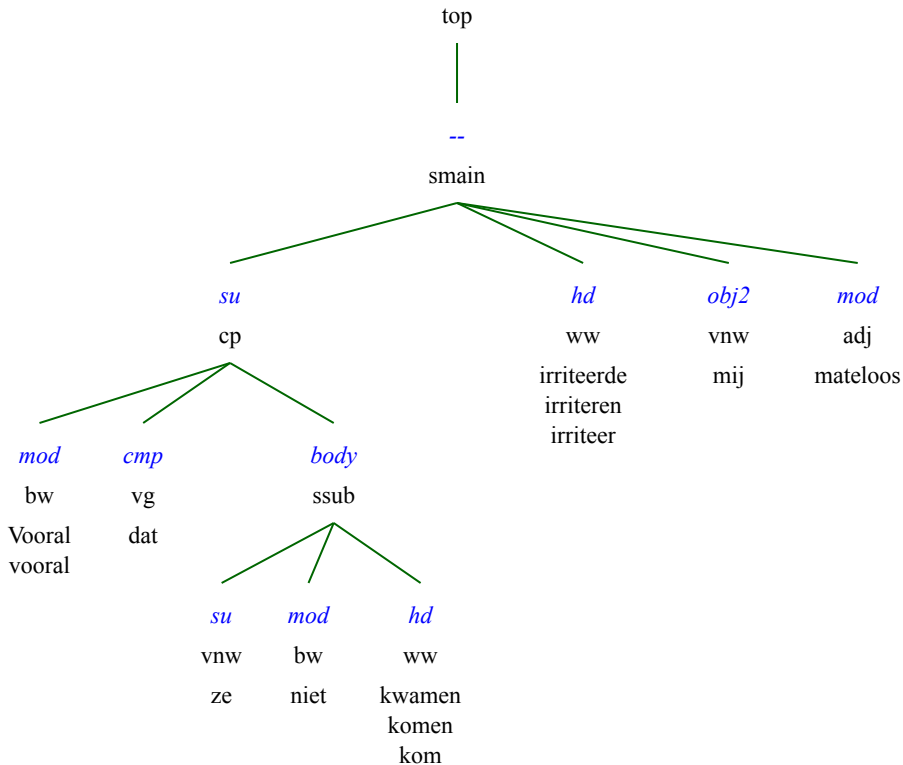 top
--
smain
su hd obj2 mod
cp ww vnw adj
irriteerde mij mateloos
irriteren
irriteer
mod cmp body
bw vg ssub
Vooral dat
vooral
su mod hd
vnw bw ww
ze niet kwamen
komen
kom